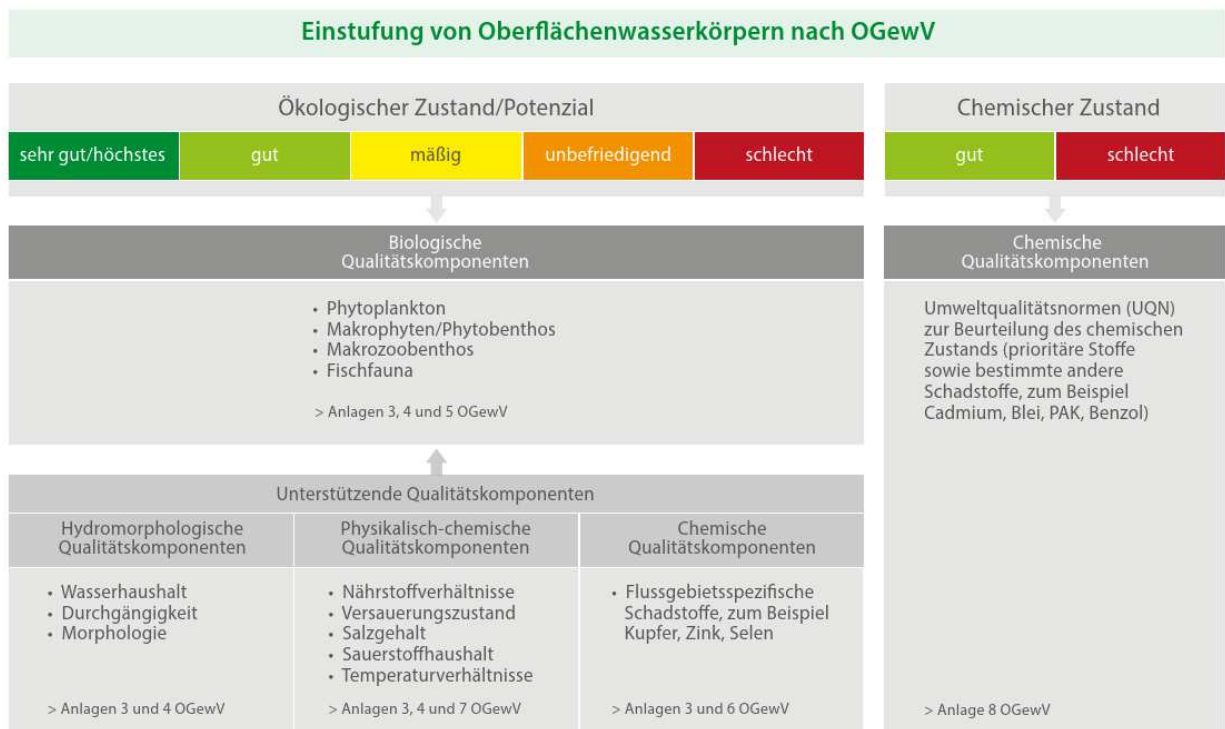 Einstufung von Oberflächenwasserkörpern nach OGewV
Ökologischer Zustand/Potenzial
sehr gut/höchstes
gut
mäßig
unbefriedigend
schlecht
Chemischer Zustand
gut
schlecht
Biologische
Qualitätskomponenten
• Phytoplankton
• Makrophyten/Phytobenthos
• Makrozoobenthos
• Fischfauna
> Anlagen 3, 4 und 5 OGewV
Chemische
Qualitätskomponenten
Umweltqualitätsnormen (UQN)
zur Beurteilung des chemischen
Zustands (prioritäre Stoffe
sowie bestimmte andere
Schadstoffe, zum Beispiel
Cadmium, Blei, PAK, Benzol)
> Anlage 8 OGewV
Unterstützende Qualitätskomponenten
Hydromorphologische
Qualitätskomponenten
• Wasserhaushalt
• Durchgängigkeit
• Morphologie
> Anlagen 3 und 4 OGewV
Physikalisch-chemische
Qualitätskomponenten
• Nährstoffverhältnisse
• Versauerungszustand
• Salzgehalt
• Sauerstoffhaushalt
• Temperaturverhältnisse
> Anlagen 3, 4 und 7 OGewV
Chemische
Qualitätskomponenten
• Flussgebietsspezifische
Schadstoffe, zum Beispiel
Kupfer, Zink, Selen
> Anlagen 3 und 6 OGewV